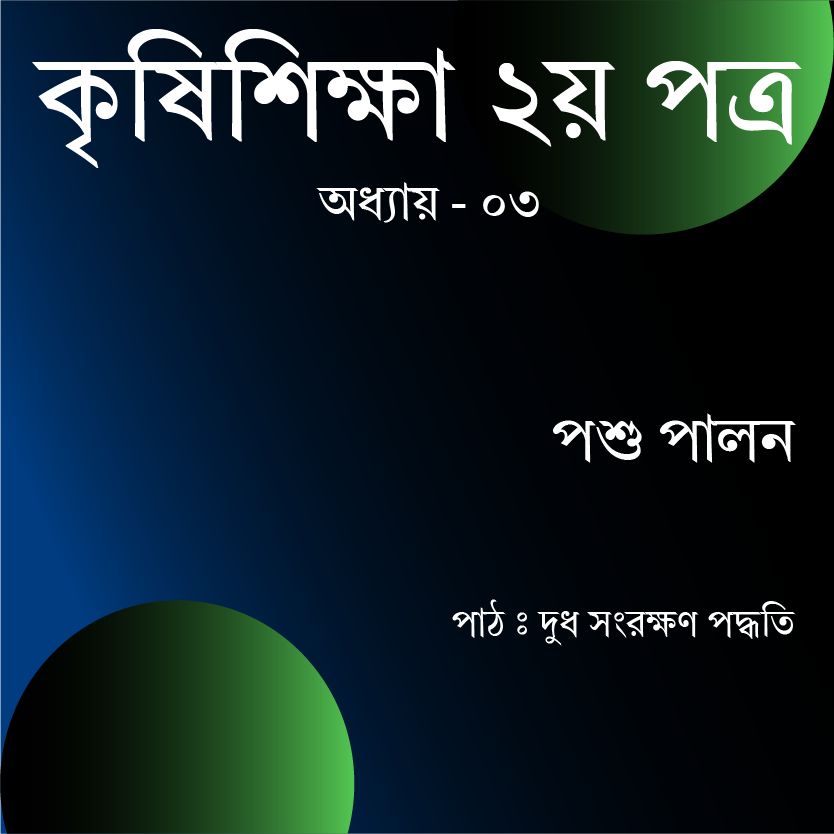 কৃষিশিক্ষা ২য় পত্র
অধ্যায় - ০৩
পশু পালন
পাঠ ঃ দুধ সংরক্ষণ পদ্ধতি